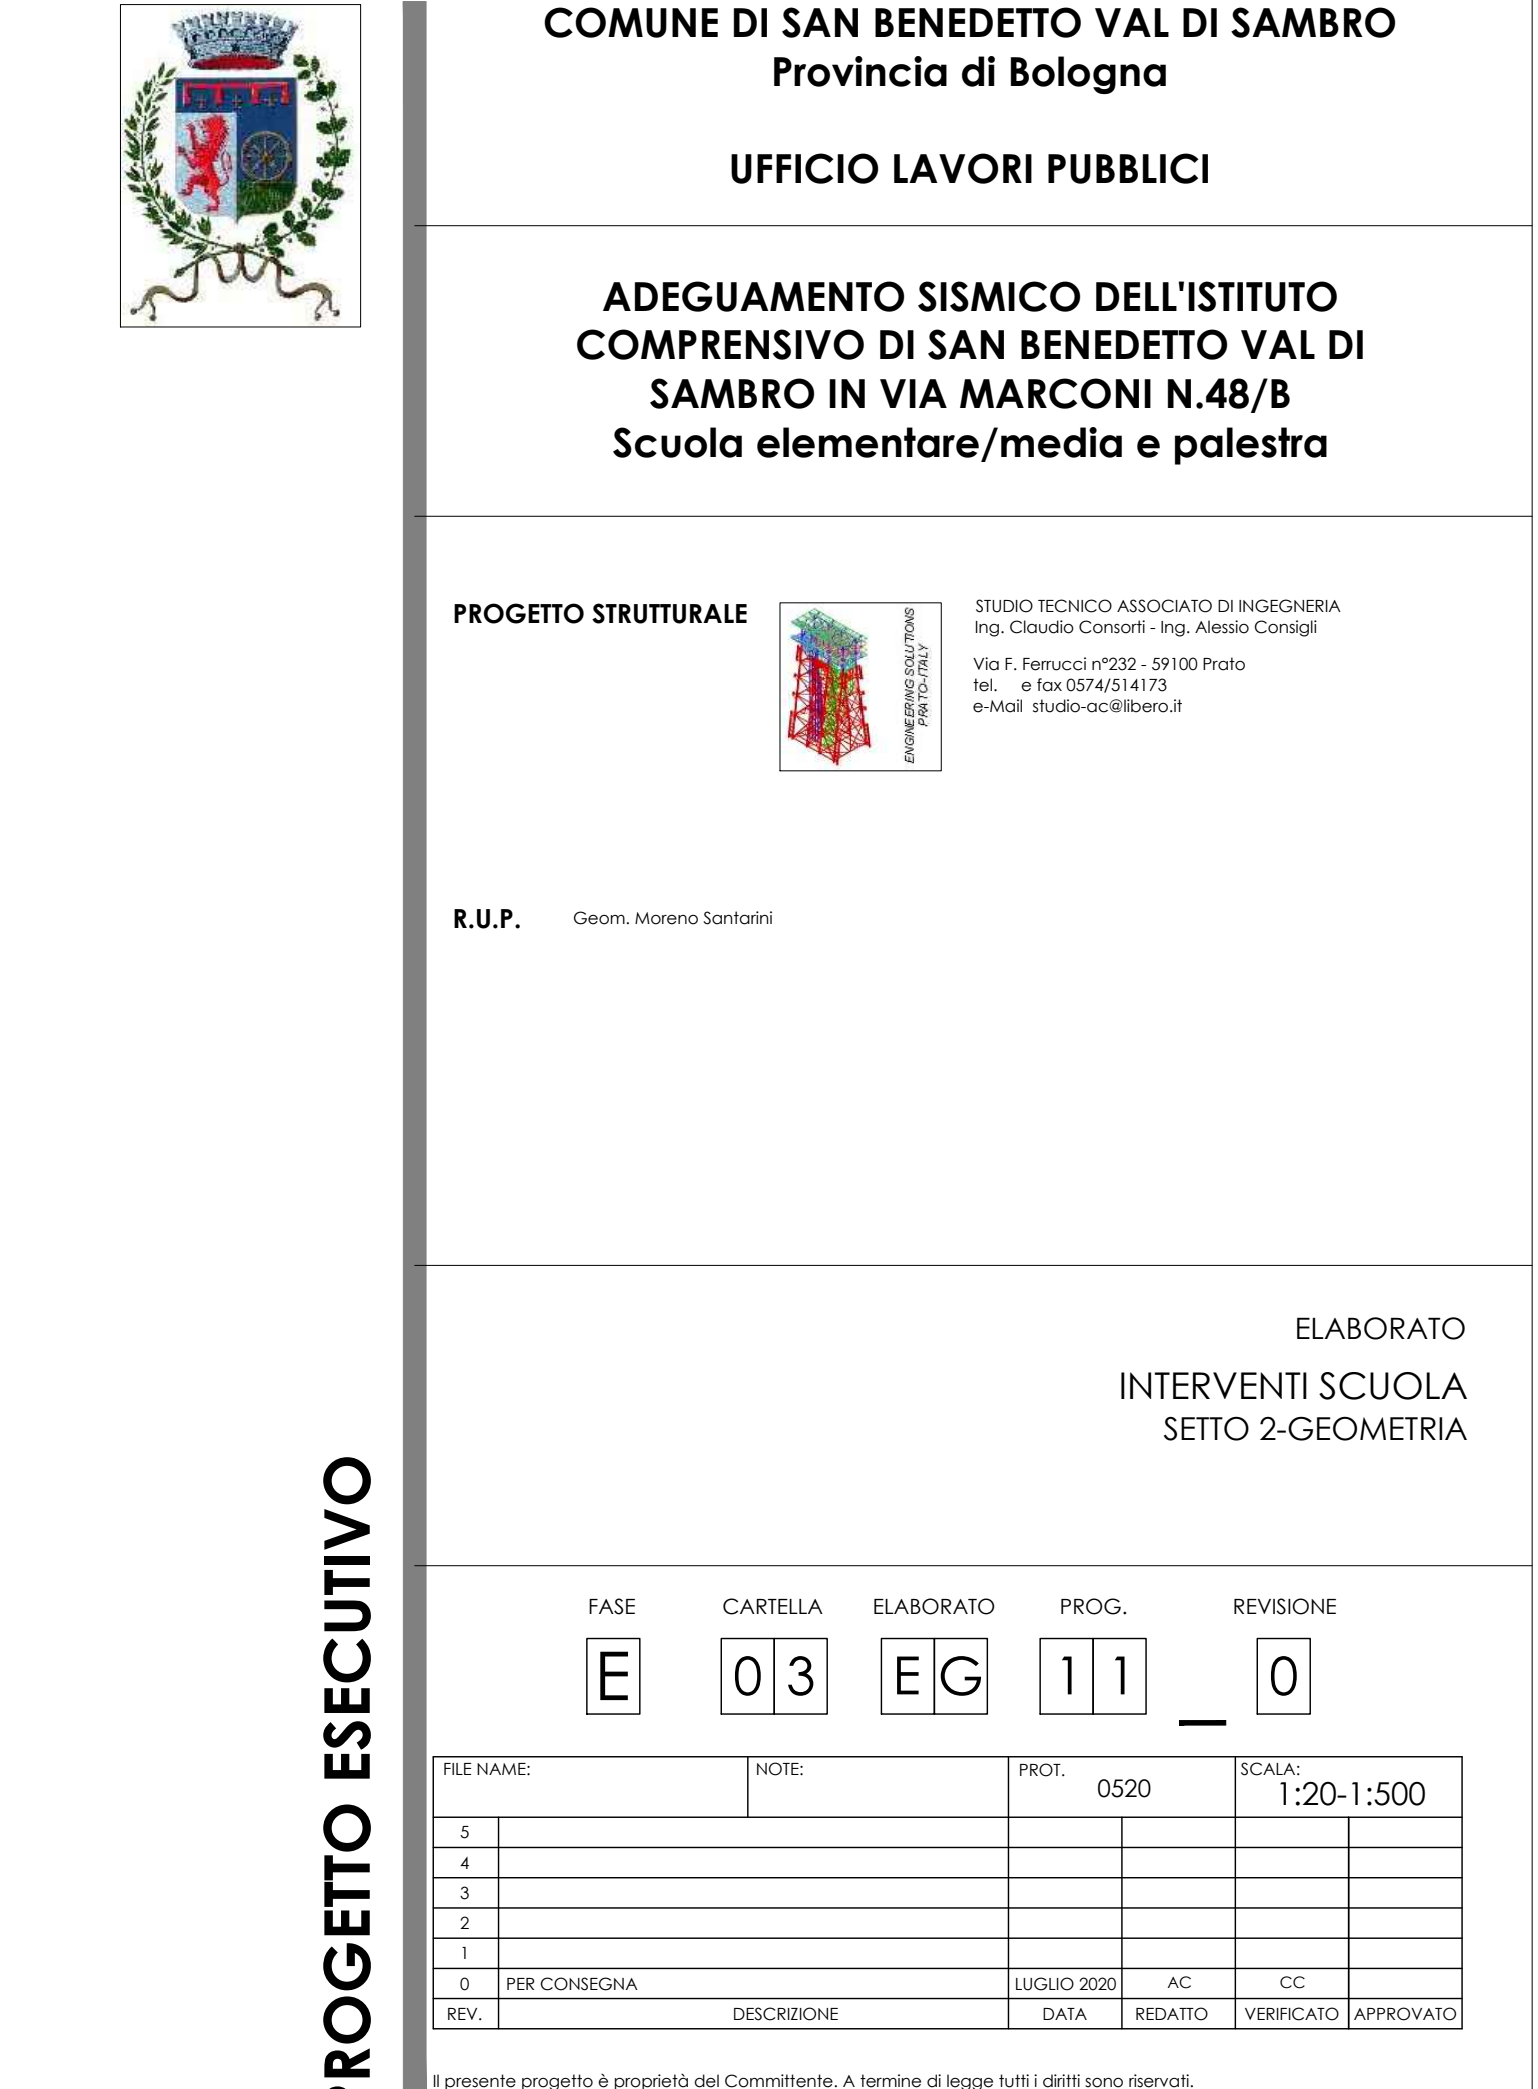 COMUNE DI SAN BENEDETTO VAL DI SAMBRO
Provincia di Bologna
UFFICIO LAVORI PUBBLICI
ADEGUAMENTO SISMICO DELL'ISTITUTO
COMPRENSIVO DI SAN BENEDETTO VAL DI
SAMBRO IN VIA MARCONI N.48/B
Scuola elementare/media e palestra
PROGETTO STRUTTURALE
ENGINEERING SOLUTIONS
PRATO-ITALY
STUDIO TECNICO ASSOCIATO DI INGEGNERIA
Ing. Claudio Consorti - Ing. Alessio Consigli
Via F. Ferrucci n°232 - 59100 Prato
tel. e fax 0574/514173
e-Mail studio-ac@libero.it
R.U.P. Geom. Moreno Santarini
ELABORATO
INTERVENTI SCUOLA
SETTO 2-GEOMETRIA
PROGETTO ESECUTIVO
FASE CARTELLA ELABORATO PROG. REVISIONE
E 0 3 E G 1 1 _ 0
FILE NAME: NOTE: PROT. 0520 SCALA: 1:20-1:500
5
4
3
2
1
0 PER CONSEGNA LUGLIO 2020 AC CC
REV. DESCRIZIONE DATA REDATTO VERIFICATO APPROVATO
Il presente progetto è proprietà del Committente. A termine di legge tutti i diritti sono riservati.